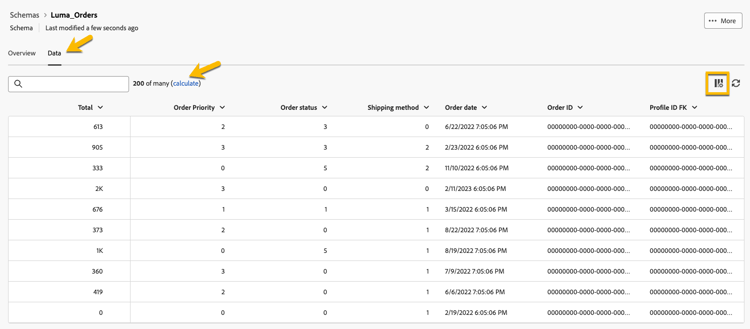 Schemas > Luma_Orders
Schema Last modified a few seconds ago
More
Overview Data
200 of many (calculate)
Total Order Priority Order status Shipping method Order date Order ID Profile ID FK
613 2 3 0 6/22/2022 7:05:06 PM 00000000-0000-0000-000... 00000000-0000-0000-000...
905 3 3 2 2/23/2022 6:05:06 PM 00000000-0000-0000-000... 00000000-0000-0000-000...
333 0 5 2 11/10/2022 6:05:06 PM 00000000-0000-0000-000... 00000000-0000-0000-000...
2K 3 0 0 2/11/2023 6:05:06 PM 00000000-0000-0000-000... 00000000-0000-0000-000...
676 1 1 1 3/15/2022 6:05:06 PM 00000000-0000-0000-000... 00000000-0000-0000-000...
373 2 0 1 8/22/2022 7:05:06 PM 00000000-0000-0000-000... 00000000-0000-0000-000...
1K 0 5 1 8/19/2022 7:05:06 PM 00000000-0000-0000-000... 00000000-0000-0000-000...
360 3 0 1 7/9/2022 7:05:06 PM 00000000-0000-0000-000... 00000000-0000-0000-000...
419 2 0 1 6/6/2022 7:05:06 PM 00000000-0000-0000-000... 00000000-0000-0000-000...
0 0 0 1 2/19/2022 6:05:06 PM 00000000-0000-0000-000... 00000000-0000-0000-000...